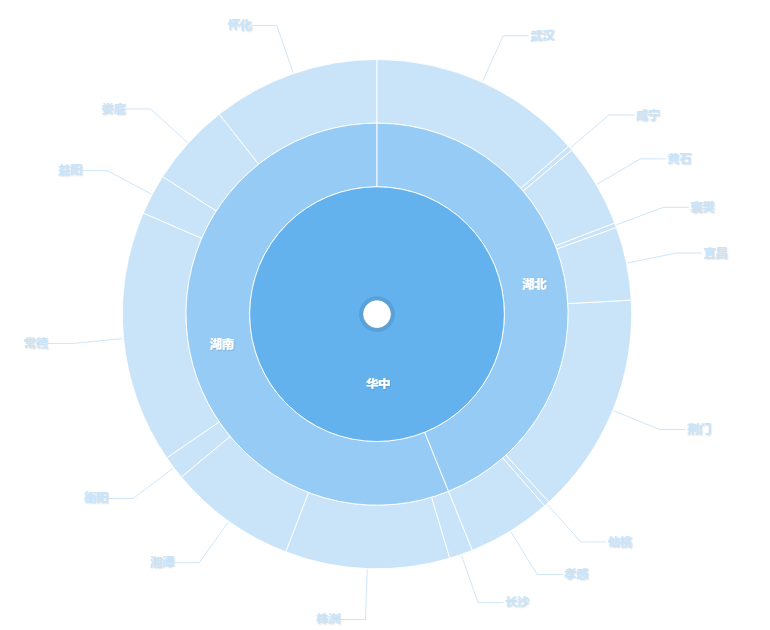 怀化
武汉
娄底
咸宁
黄石
益阳
襄樊
宜昌
湖北
湖南
常德
华中
荆门
衡阳
仙桃
湘潭
孝感
长沙
株洲